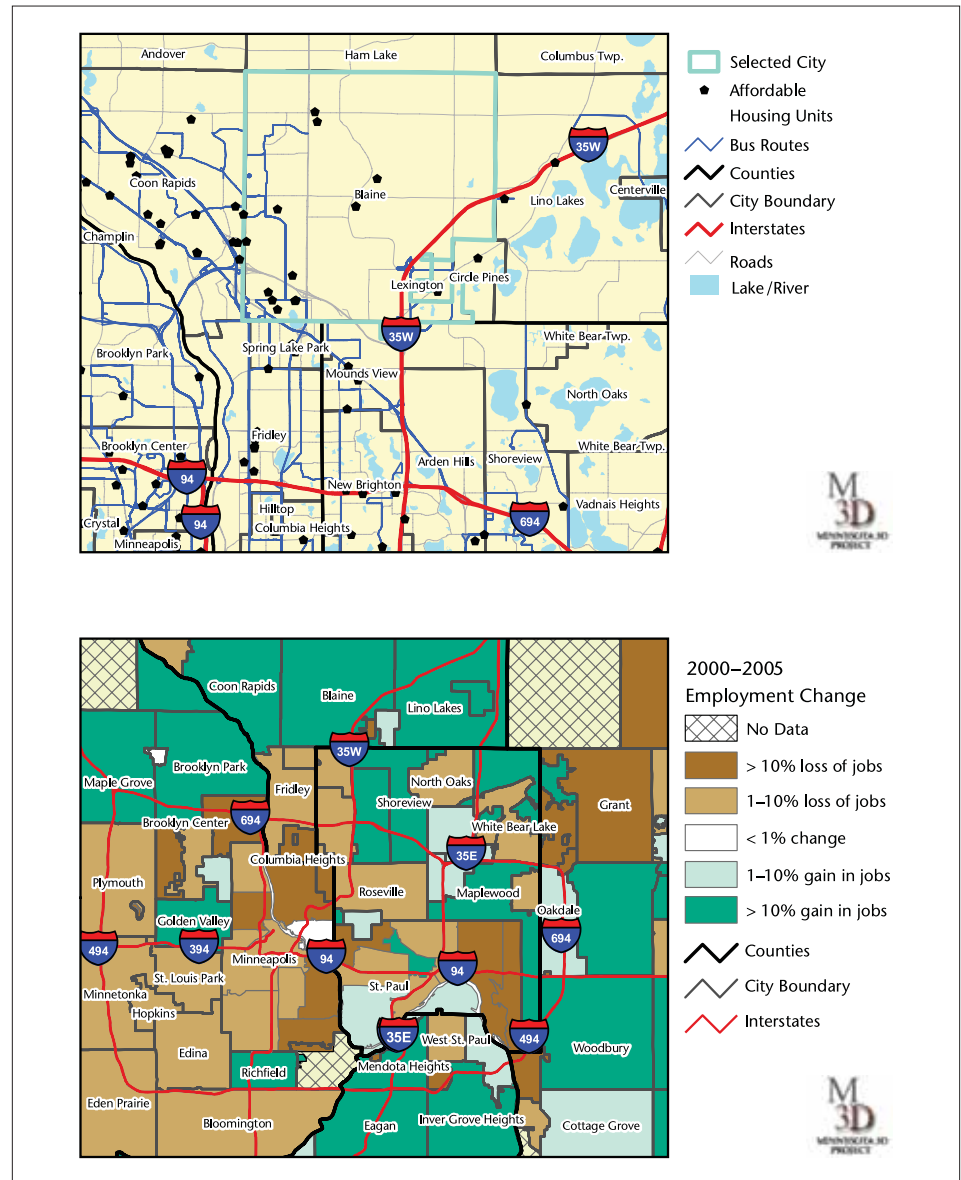 Andover
Ham Lake
Columbus Twp.
35W
Coon Rapids
Blaine
Centerville
Lino Lakes
Champlin
Circle Pines
Lexington
35W
Brooklyn Park
Spring Lake Park
White Bear Twp.
Mounds View
North Oaks
Brooklyn Center
Fridley
White Bear Twp.
Arden Hills
Shoreview
94
New Brighton
Vadnais Heights
Hilltop
94
694
Crystal
Columbia Heights
Minneapolis
Selected City
Affordable
Housing Units
Bus Routes
Counties
City Boundary
Interstates
Roads
Lake/River
M
3D
MINNESOTA 3D
PROJECT
Coon Rapids
Blaine
Lino Lakes
35W
Brooklyn Park
Maple Grove
Fridley
North Oaks
Shoreview
Grant
Brooklyn Center
694
White Bear Lake
35E
Columbia Heights
Plymouth
Roseville
Maplewood
Oakdale
Golden Valley
494
394
694
Minneapolis
94
94
St. Louis Park
St. Paul
Minnetonka
Hopkins
35E
West St. Paul
494
Edina
Woodbury
Richfield
Mendota Heights
Eden Prairie
Bloomington
Eagan
Inver Grove Heights
Cottage Grove
2000–2005
Employment Change
No Data
> 10% loss of jobs
1–10% loss of jobs
< 1% change
1–10% gain in jobs
> 10% gain in jobs
Counties
City Boundary
Interstates
M
3D
MINNESOTA 3D
PROJECT